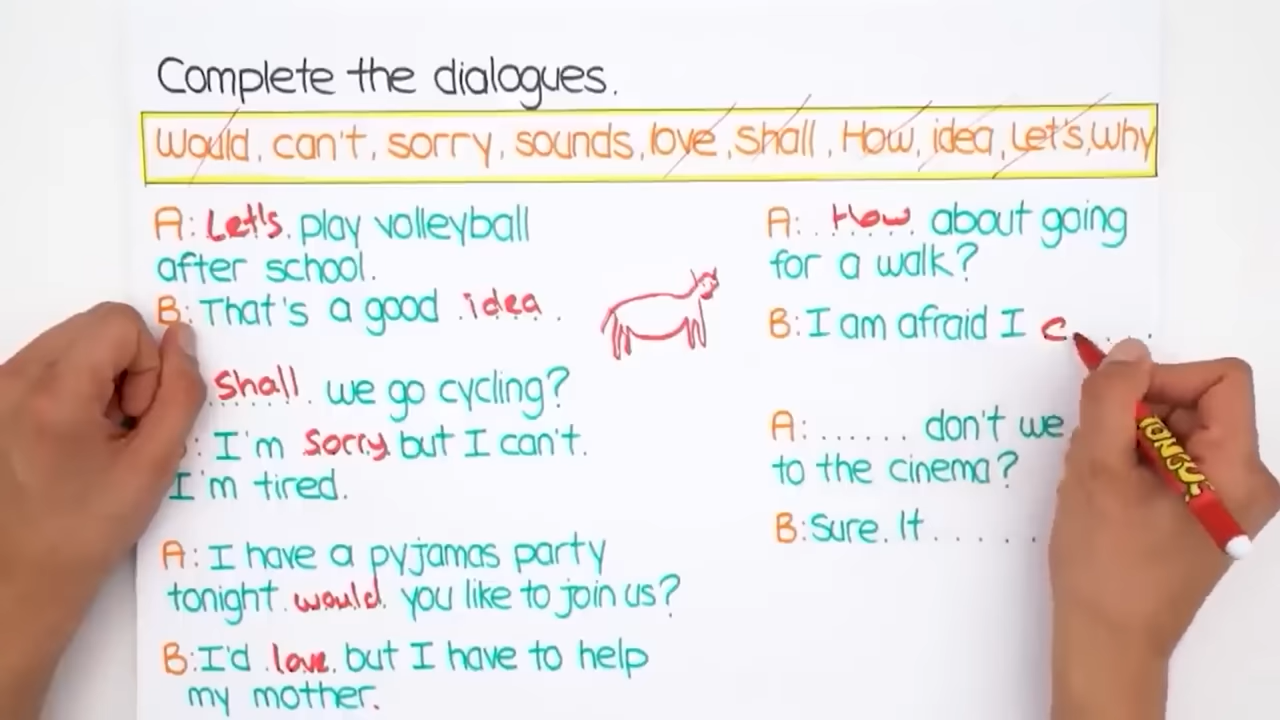 Complete the dialogues.
Would, can't, sorry, sounds, love, shall, How, idea, Let's, Why
A: Let's. play volleyball
after school.
B: That's a good .idea.
Shall. we go cycling?
: I'm Sorry but I can't.
I'm tired.
A: I have a pyjamas party
tonight. would. you like to join us?
B: I'd .love. but I have to help
my mother.
A: . How . about going
for a walk?
B: I am afraid I c
A: ...... don't we
to the cinema?
B: Sure. It .....